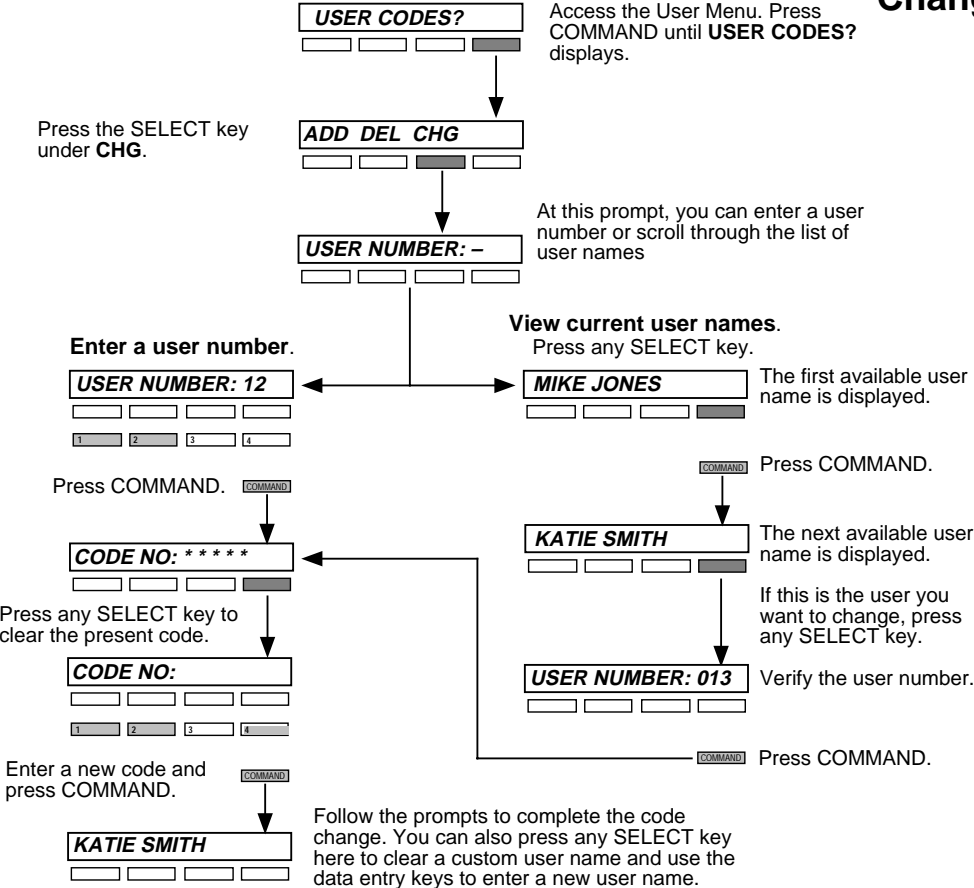 Chang
USER CODES?
Access the User Menu. Press
COMMAND until USER CODES?
displays.
Press the SELECT key
under CHG.
ADD DEL CHG
At this prompt, you can enter a user
number or scroll through the list of
user names
USER NUMBER: –
Enter a user number.
View current user names.
Press any SELECT key.
USER NUMBER: 12
1 2 3 4
MIKE JONES
The first available user
name is displayed.
Press COMMAND.
COMMAND
COMMAND
Press COMMAND.
CODE NO: * * * * *
KATIE SMITH
The next available user
name is displayed.
Press any SELECT key to
clear the present code.
If this is the user you
want to change, press
any SELECT key.
CODE NO:
1 2 3 4
USER NUMBER: 013
Verify the user number.
COMMAND
Press COMMAND.
Enter a new code and
press COMMAND.
COMMAND
KATIE SMITH
Follow the prompts to complete the code
change. You can also press any SELECT key
here to clear a custom user name and use the
data entry keys to enter a new user name.